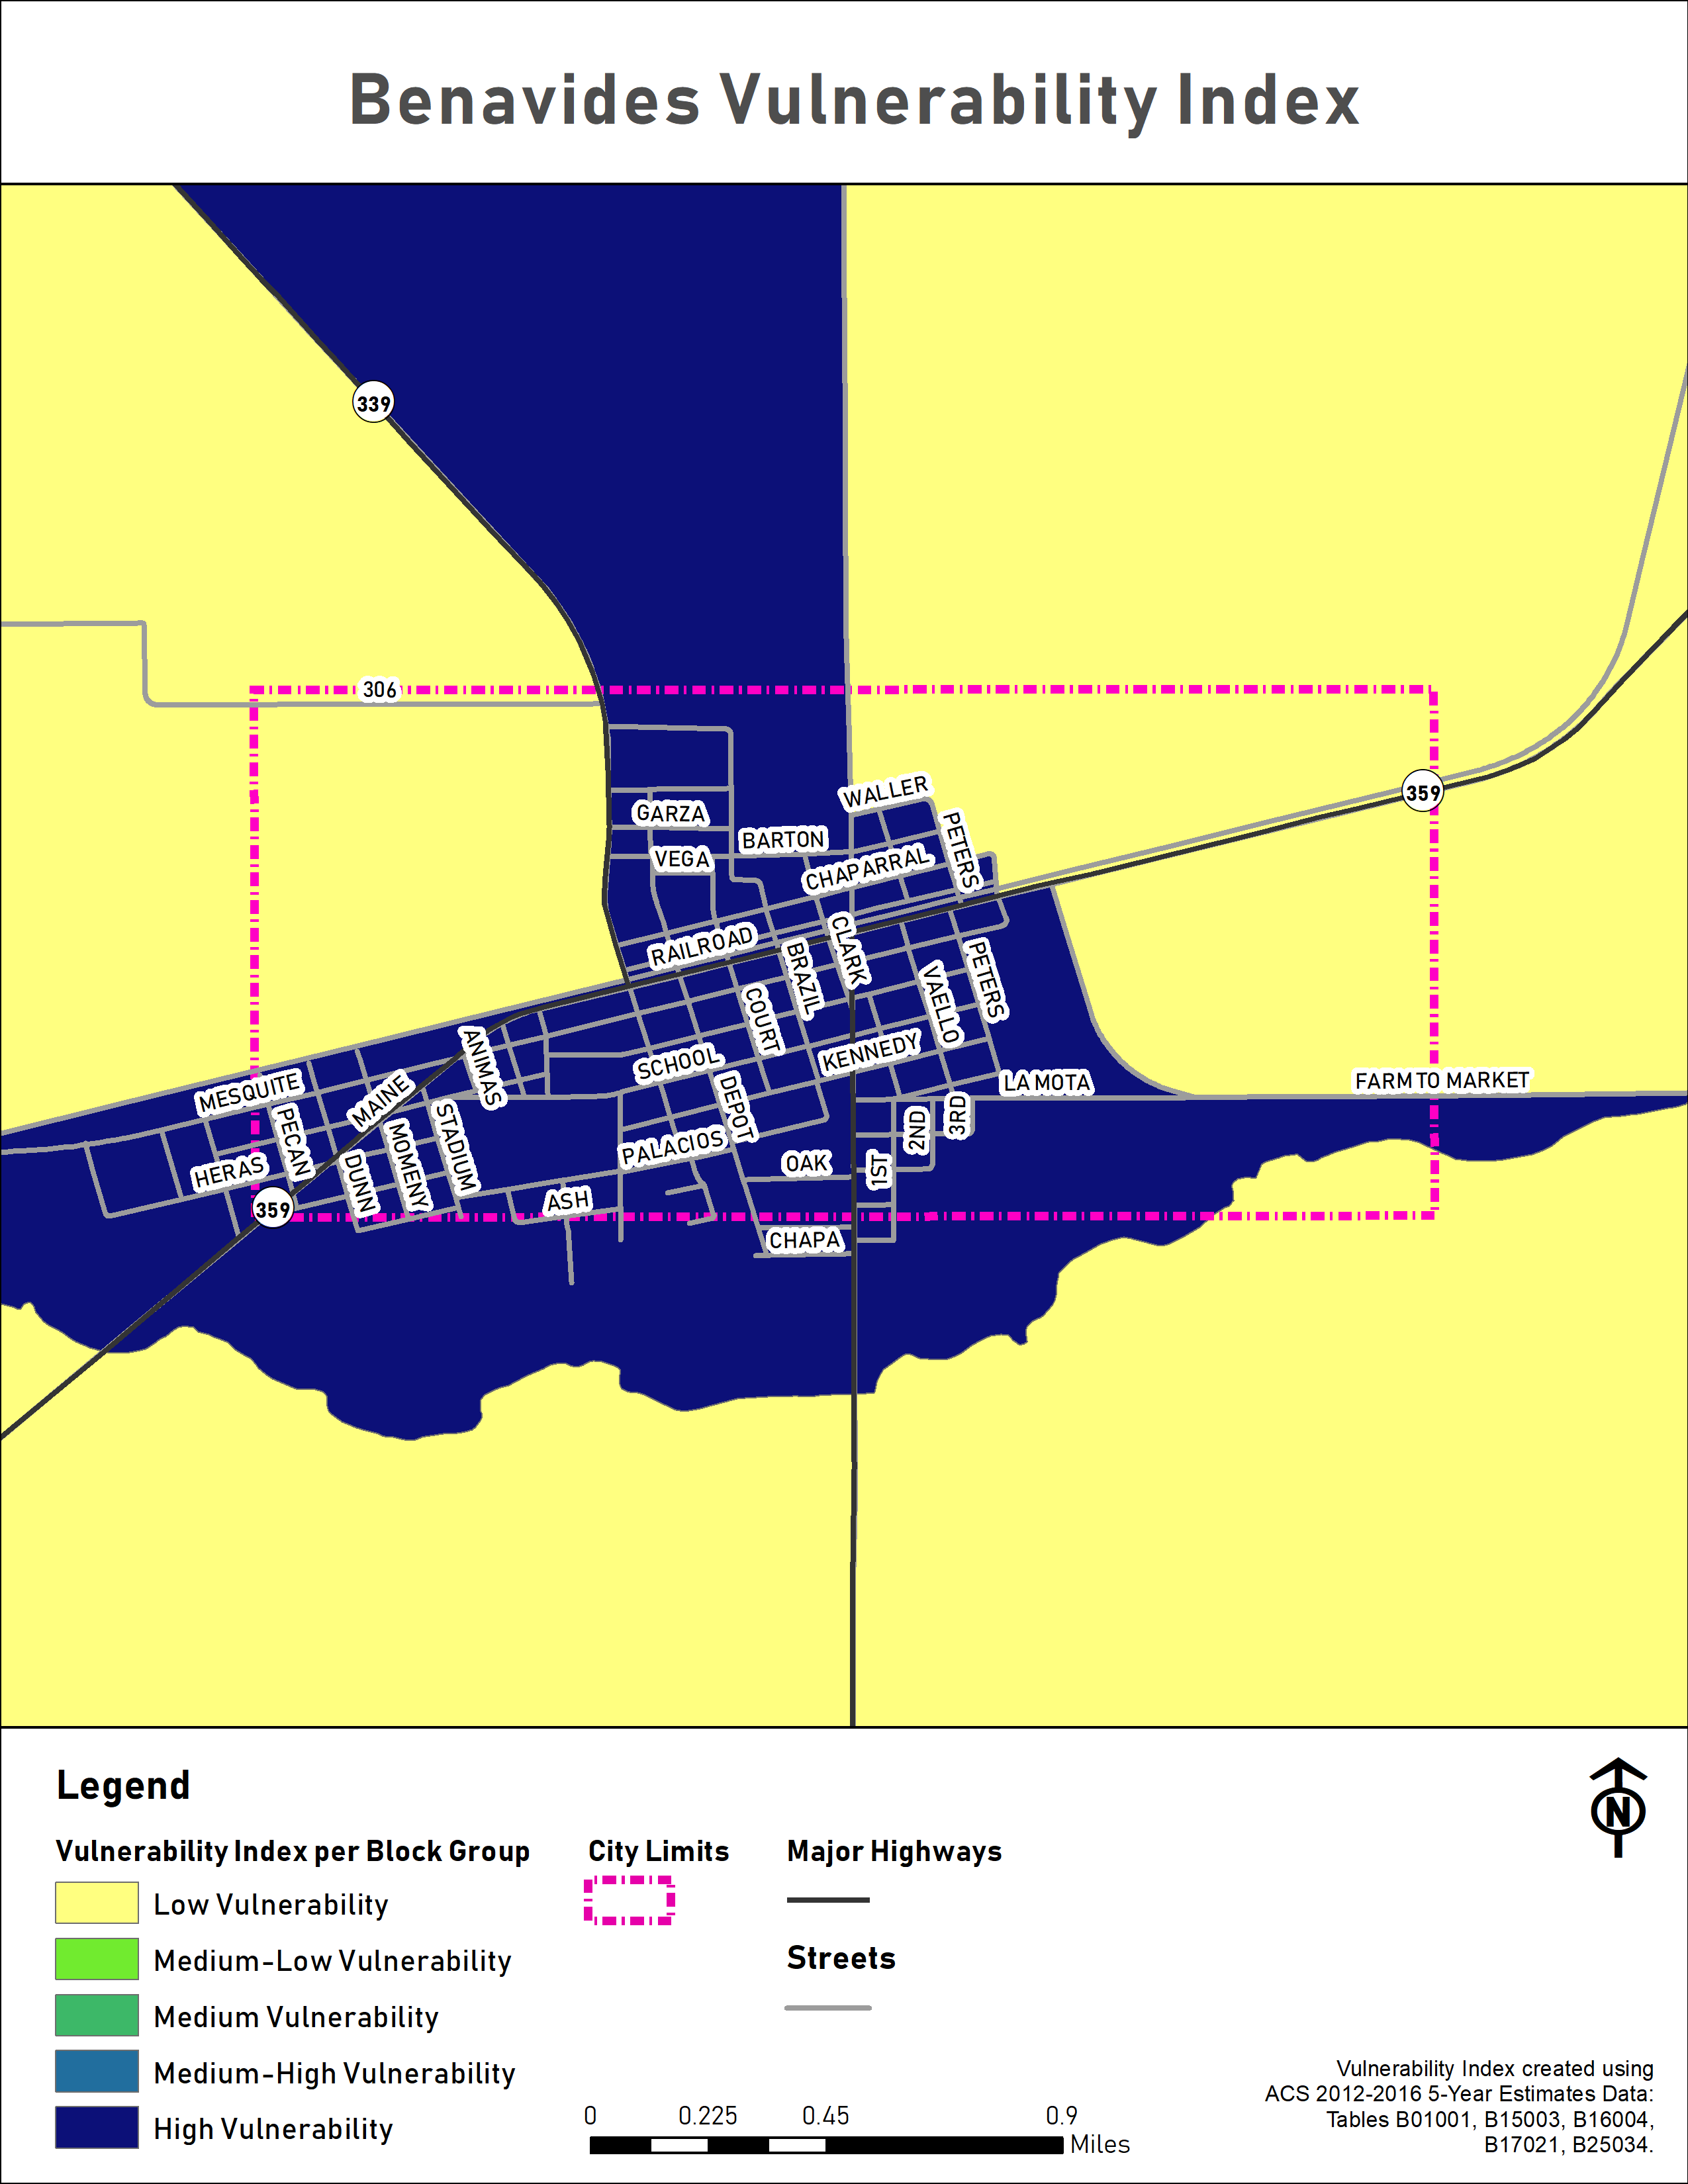 Benavides Vulnerability Index
339
306
359
WALLER
GARZA
PETERS
BARTON
VEGA
CHAPARRAL
RAILROAD
CLARK
BRAZIL
PETERS
VAELLO
COURT
ANIMAS
SCHOOL
KENNEDY
LA MOTA
FARM TO MARKET
MESQUITE
MAINE
DEPOT
PECAN
STADIUM
2ND
3RD
MOMENY
PALACIOS
OAK
1ST
HERAS
DUNN
ASH
359
CHAPA
Legend
Vulnerability Index per Block Group
Low Vulnerability
Medium-Low Vulnerability
Medium Vulnerability
Medium-High Vulnerability
High Vulnerability
City Limits
Major Highways
Streets
0 0.225 0.45 0.9
Miles
N
Vulnerability Index created using
ACS 2012-2016 5-Year Estimates Data:
Tables B01001, B15003, B16004,
B17021, B25034.